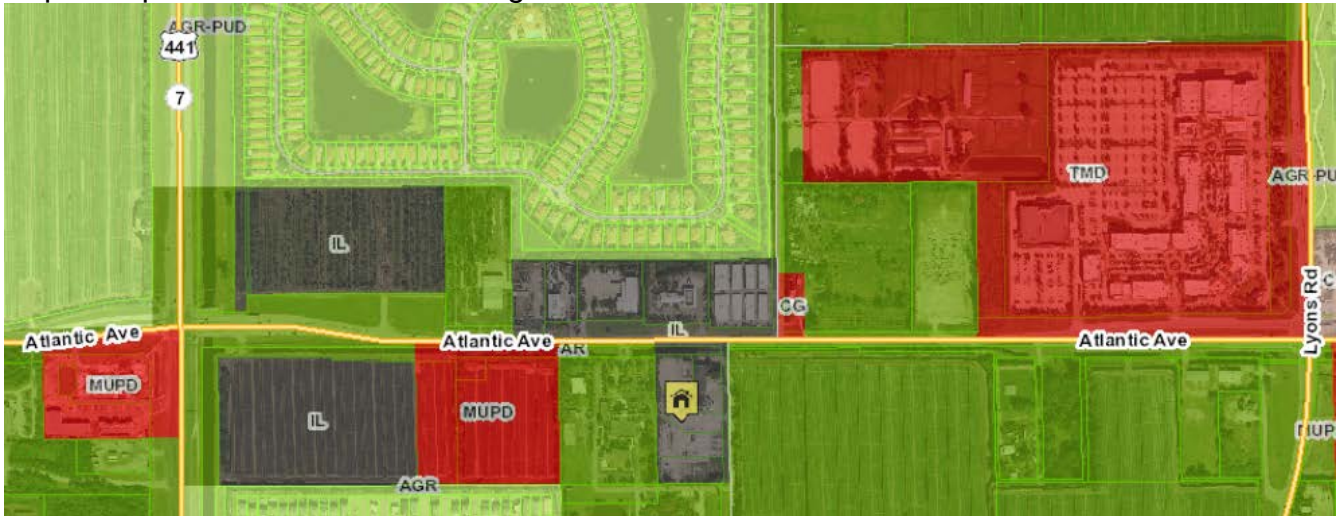 AGR-PUD
441
7
TMD
AGR-PU
IL
CG
C
IL
Atlantic Ave
Atlantic Ave
AR
Atlantic Ave
Lyons Rd
MUPD
IL
MUPD
MUP
AGR